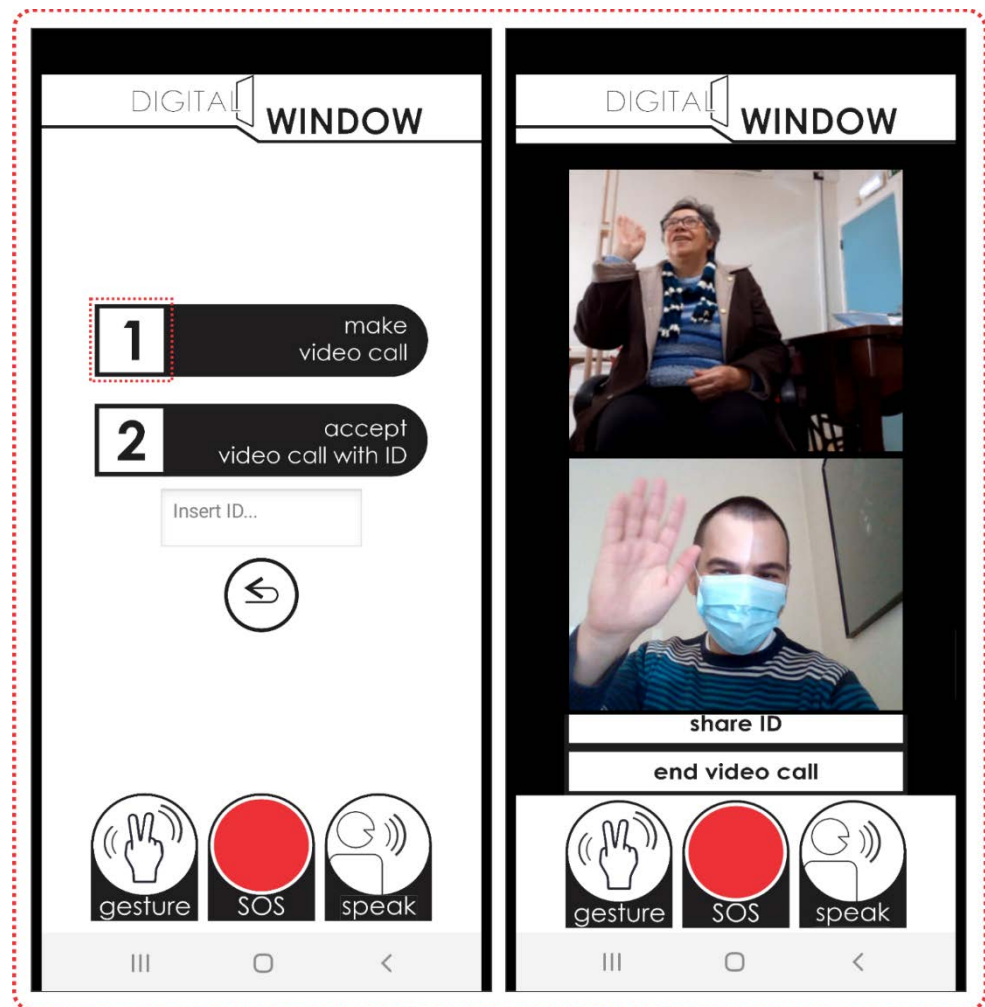 DIGITAL
WINDOW
1
make
video call
2
accept
video call with ID
Insert ID...
gesture
SOS
speak
DIGITAL
WINDOW
share ID
end video call
gesture
SOS
speak